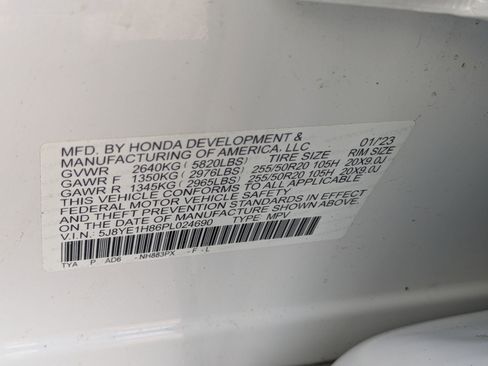 MFD. BY HONDA DEVELOPMENT &
MANUFACTURING OF AMERICA, LLC 01/'23
GVWR 2640KG (5820LBS) TIRE SIZE RIM SIZE
GAWR F 1350KG (2976LBS) 255/50R20 105H 20X9.0J
GAWR R 1345KG (2965LBS) 255/50R20 105H 20X9.0J
THIS VEHICLE CONFORMS TO ALL APPLICABLE
FEDERAL MOTOR VEHICLE SAFETY
AND THEFT PREVENTION STANDARDS IN EFFECT
ON THE DATE OF MANUFACTURE SHOWN ABOVE.
V.I.N.: 5J8YE1H86PL024690 TYPE: MPV
TYA P AD6 -NH883PX -F -L